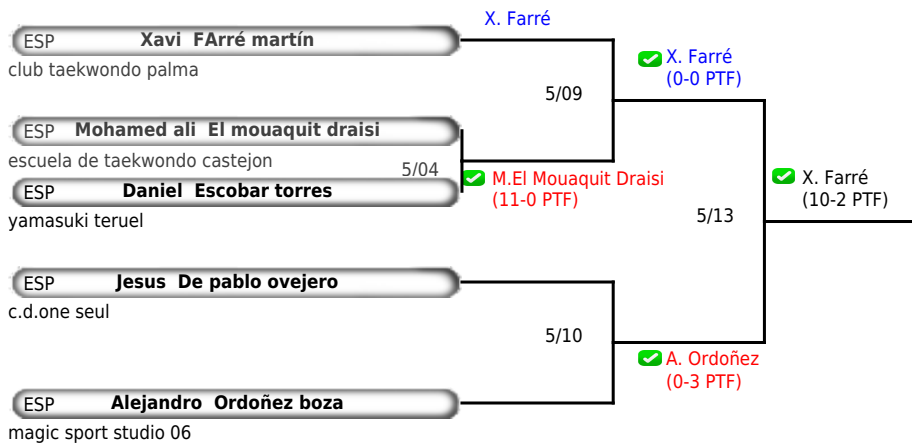 X. Farré
ESP Xavi FArré martín
club taekwondo palma
X. Farré
(0-0 PTF)
5/09
ESP Mohamed ali El mouaquit draisi
escuela de taekwondo castejon
5/04
M.El Mouaquit Draisi
(11-0 PTF)
X. Farré
(10-2 PTF)
ESP Daniel Escobar torres
yamasuki teruel
5/13
ESP Jesus De pablo ovejero
c.d.one seul
5/10
A. Ordoñez
(0-3 PTF)
ESP Alejandro Ordoñez boza
magic sport studio 06